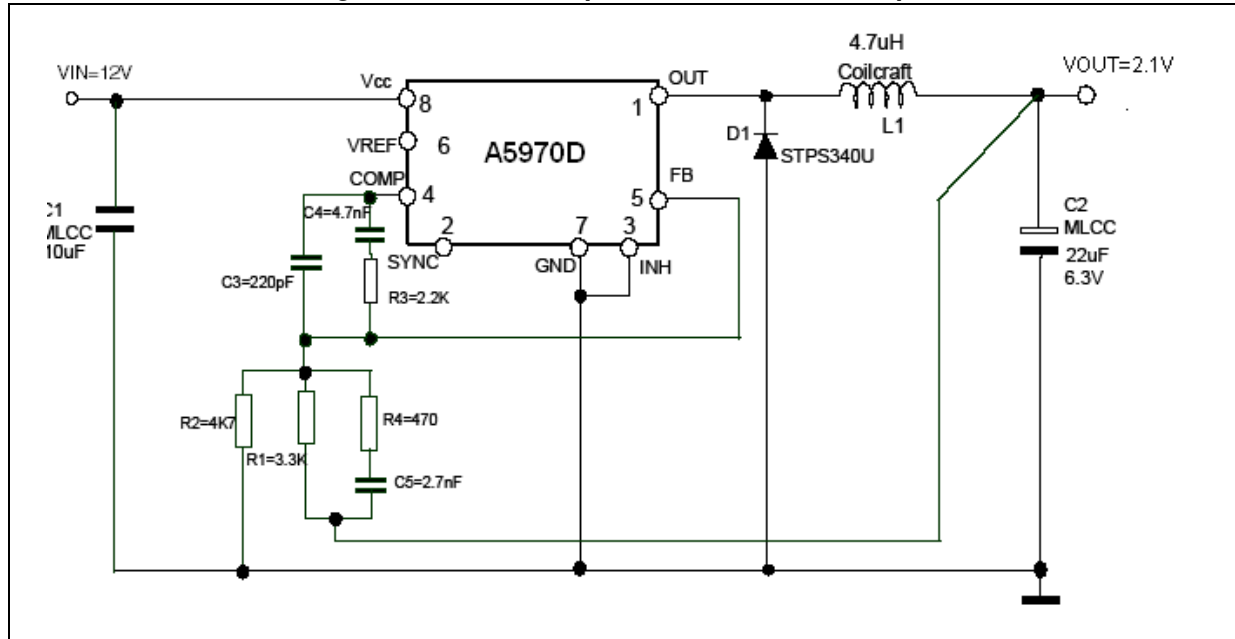 4.7uH
Coilcraft
L1
VIN=12V
VOUT=2.1V
Vcc
8
OUT
1
VREF
6
A5970D
D1
STPS340U
COMP
4
FB
5
C4=4.7nF
2
7
3
SYNC
GND
INH
C3=220pF
R3=2.2K
C2
MLCC
22uF
6.3V
R2=4K7
R1=3.3K
R4=470
C5=2.7nF